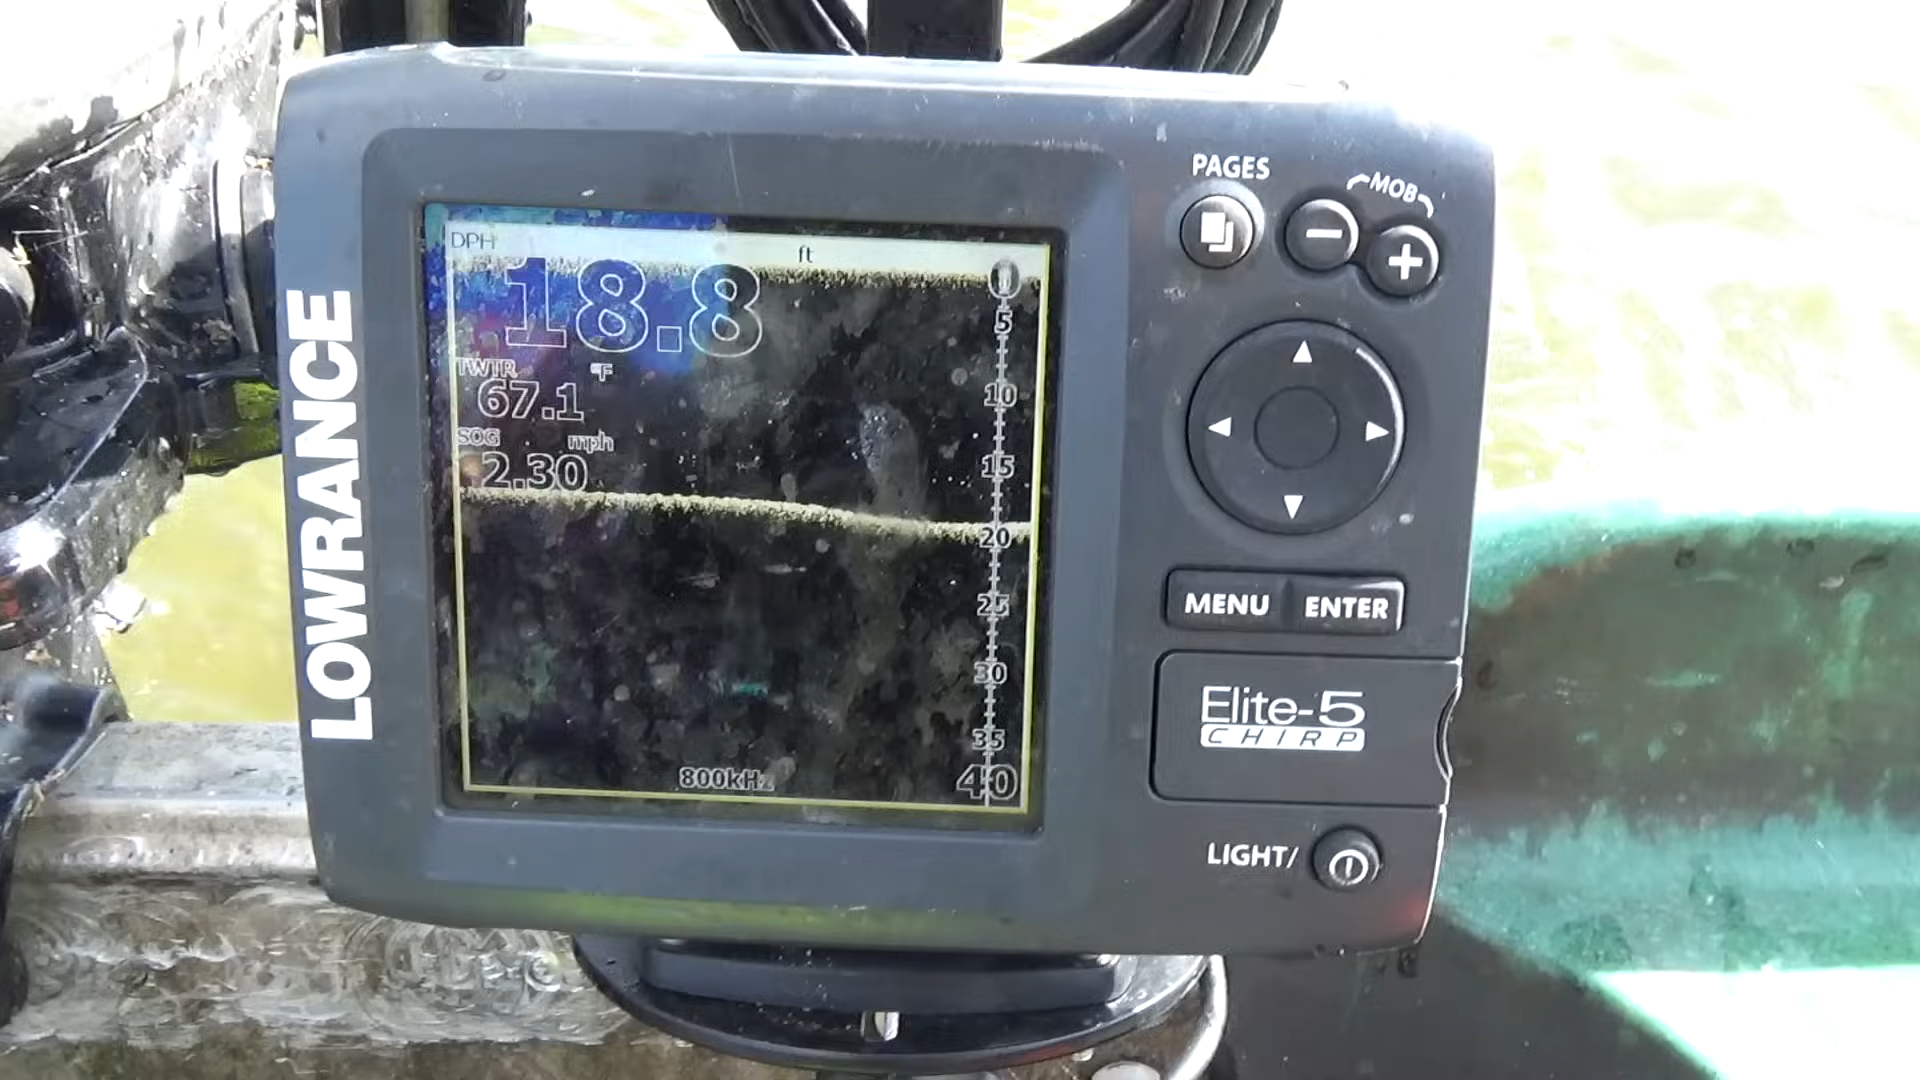 LOWRANCE
DPH ft
18.8
TWTR °F
67.1
SOG mph
2.30
0
5
10
15
20
25
30
35
40
800kHz
PAGES
MOB
MENU
ENTER
Elite-5
CHIRP
LIGHT/